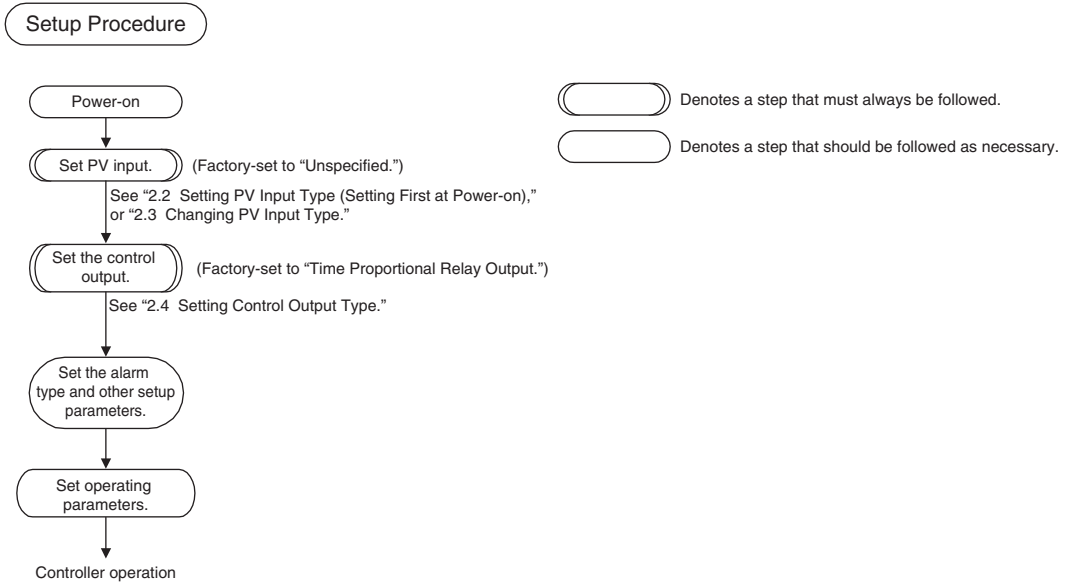 Setup Procedure
Power-on
Denotes a step that must always be followed.
Denotes a step that should be followed as necessary.
Set PV input.
(Factory-set to “Unspecified.”)
See “2.2 Setting PV Input Type (Setting First at Power-on),”
or “2.3 Changing PV Input Type.”
Set the control
output.
(Factory-set to “Time Proportional Relay Output.”)
See “2.4 Setting Control Output Type.”
Set the alarm
type and other setup
parameters.
Set operating
parameters.
Controller operation